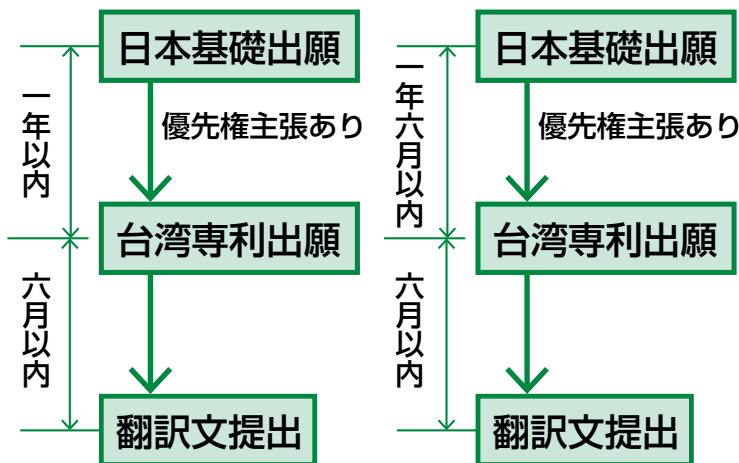 日本基礎出願
一年以内
優先権主張あり
台湾専利出願
六月以内
翻訳文提出
日本基礎出願
一年六月以内
優先権主張あり
台湾専利出願
六月以内
翻訳文提出